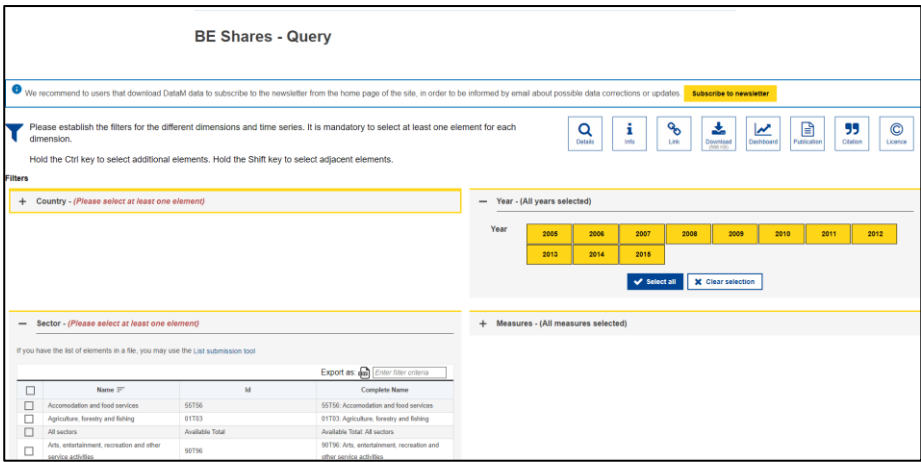 BE Shares - Query
We recommend to users that download DataM data to subscribe to the newsletter from the home page of the site, in order to be informed by email about possible data corrections or updates. Subscribe to newsletter
Please establish the filters for the different dimensions and time series. It is mandatory to select at least one element for each
dimension.
Hold the Ctrl key to select additional elements. Hold the Shift key to select adjacent elements.
Details Info Link Download Dashboard Publication Citation Licence
Filters
Country - (Please select at least one element)
Year - (All years selected)
Year
2005 2006 2007 2008 2009 2010 2011 2012
2013 2014 2015
Select all Clear selection
Sector - (Please select at least one element)
Measures - (All measures selected)
If you have the list of elements in a file, you may use the List submission tool
Export as: Enter filter criteria
Name Id Complete Name
Accomodation and food services 55T56 55T56: Accomodation and food services
Agriculture, forestry and fishing 01T03 01T03: Agriculture, forestry and fishing
All sectors Available Total Available Total: All sectors
Arts, entertainment, recreation and other
service activities
90T96
90T96: Arts, entertainment, recreation and
other service activities